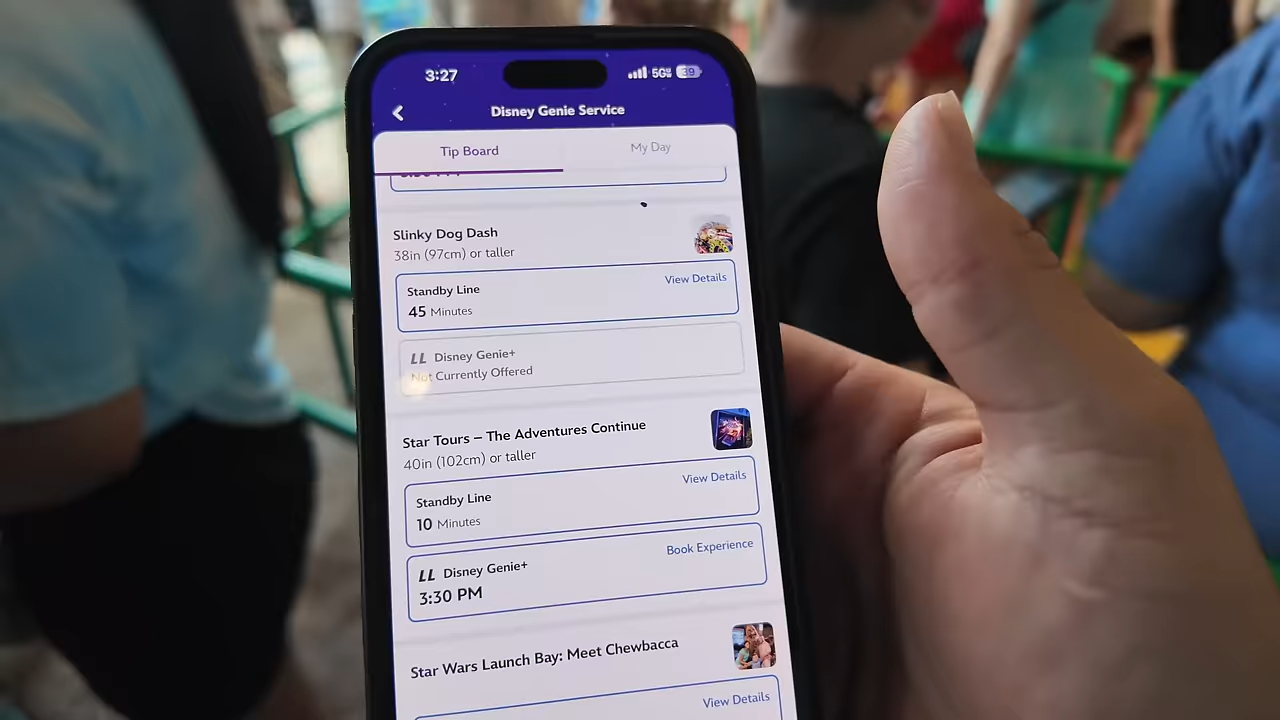 3:27
5G
39
Disney Genie Service
Tip Board
My Day
Slinky Dog Dash
38in (97cm) or taller
Standby Line
View Details
45 Minutes
LL Disney Genie+
Not Currently Offered
Star Tours – The Adventures Continue
40in (102cm) or taller
Standby Line
View Details
10 Minutes
LL Disney Genie+
Book Experience
3:30 PM
Star Wars Launch Bay: Meet Chewbacca
View Details